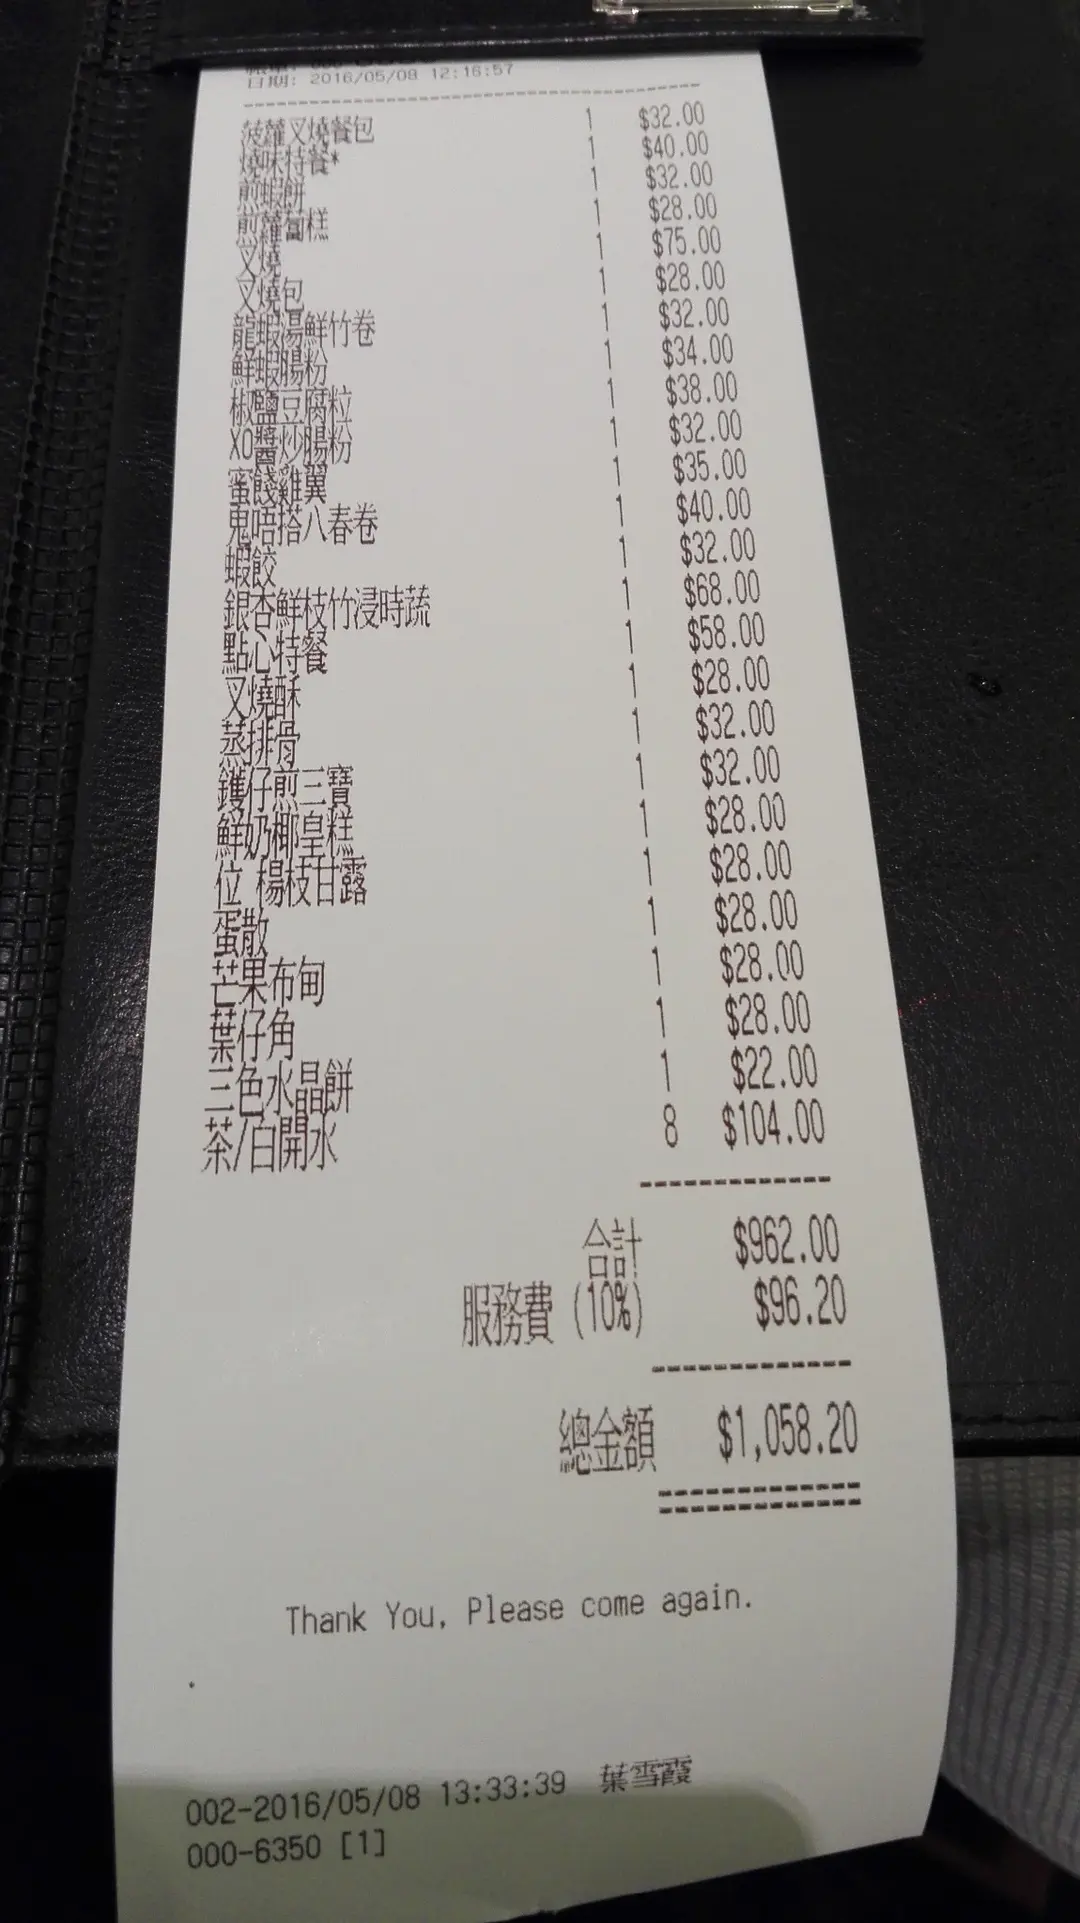 日期: 2016/05/08 12:16:57
菠蘿叉燒餐包 1 $32.00
燒味特餐* 1 $40.00
煎蝦餅 1 $32.00
煎蘿蔔糕 1 $28.00
叉燒 1 $75.00
叉燒包 1 $28.00
龍蝦湯鮮竹卷 1 $32.00
鮮蝦腸粉 1 $34.00
椒鹽豆腐粒 1 $38.00
XO醬炒腸粉 1 $32.00
蜜餞雞翼 1 $35.00
鬼唔搭八春卷 1 $40.00
蝦餃 1 $32.00
銀杏鮮枝竹浸時蔬 1 $68.00
點心特餐 1 $58.00
叉燒酥 1 $28.00
蒸排骨 1 $32.00
鑊仔煎三寶 1 $32.00
鮮奶椰皇糕 1 $28.00
位 楊枝甘露 1 $28.00
蛋散 1 $28.00
芒果布甸 1 $28.00
葉仔角 1 $28.00
三色水晶餅 1 $22.00
茶/白開水 8 $104.00
合計 $962.00
服務費 (10%) $96.20
總金額 $1,058.20
Thank You, Please come again.
002-2016/05/08 13:33:39 葉雪霞
000-6350 [1]